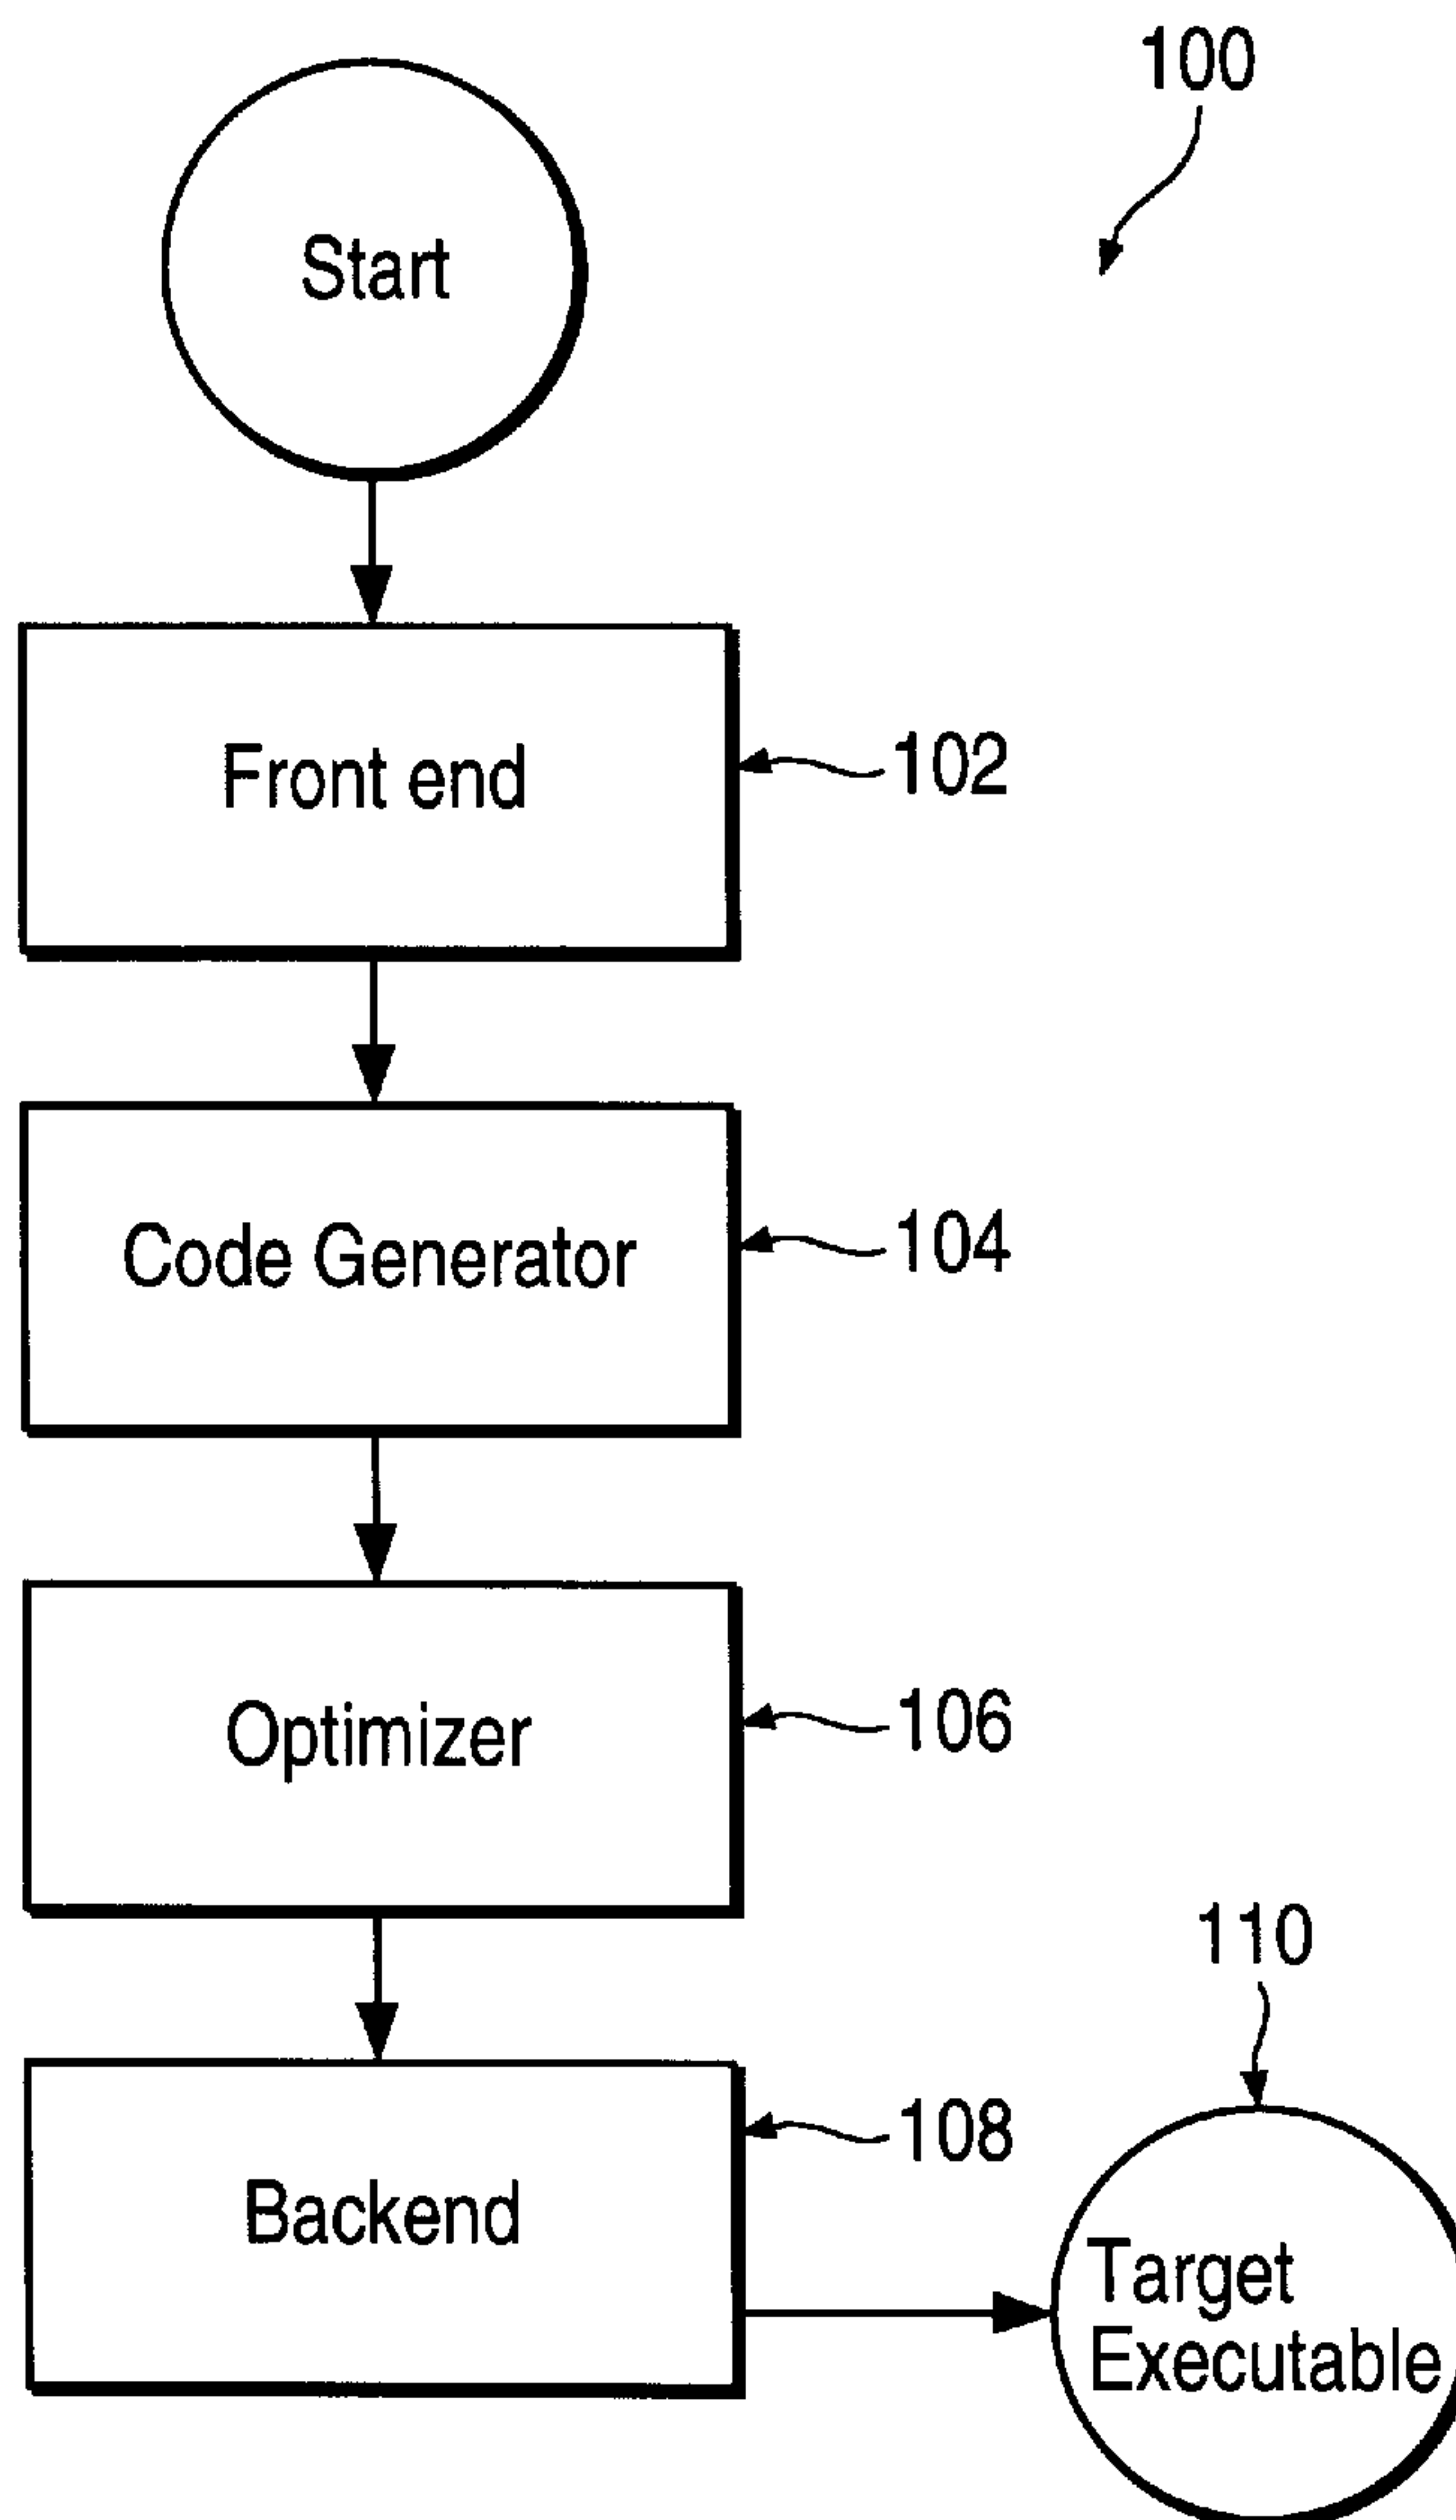 100
Start
Front end
102
Code Generator
104
Optimizer
106
110
108
Backend
Target
Executable